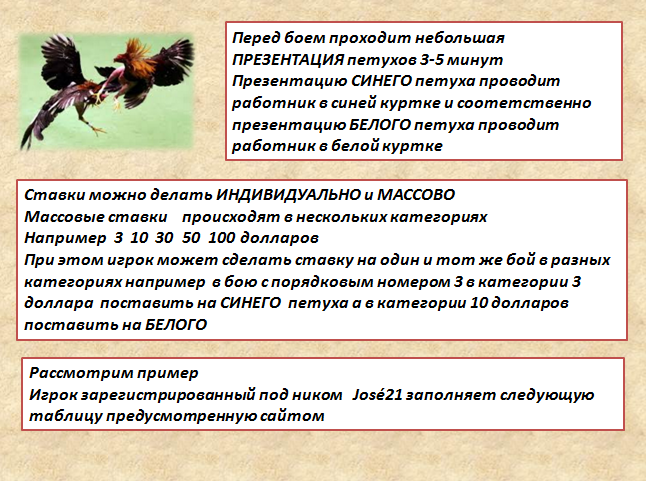 Перед боем проходит небольшая
ПРЕЗЕНТАЦИЯ петухов 3-5 минут
Презентацию СИНЕГО петуха проводит
работник в синей куртке и соотетственно
презентацию БЕЛОГО петуха проводит
работник в белой куртке
Ставки можно делать ИНДИВИДУАЛЬНО и МАССОВО
Массовые ставки происходят в нескольких категориях
Например 3 10 30 50 100 долларов
При этом игрок может сделать ставку на один и тот же бой в разных
категориях например в бою с порядковым номером 3 в категории 3
доллара поставить на СИНЕГО петуха а в категории 10 долларов
поставить на БЕЛОГО
Рассмотрим пример
Игрок зарегистрированный под ником José21 заполняет следующую
таблицу предусмотренную сайтом